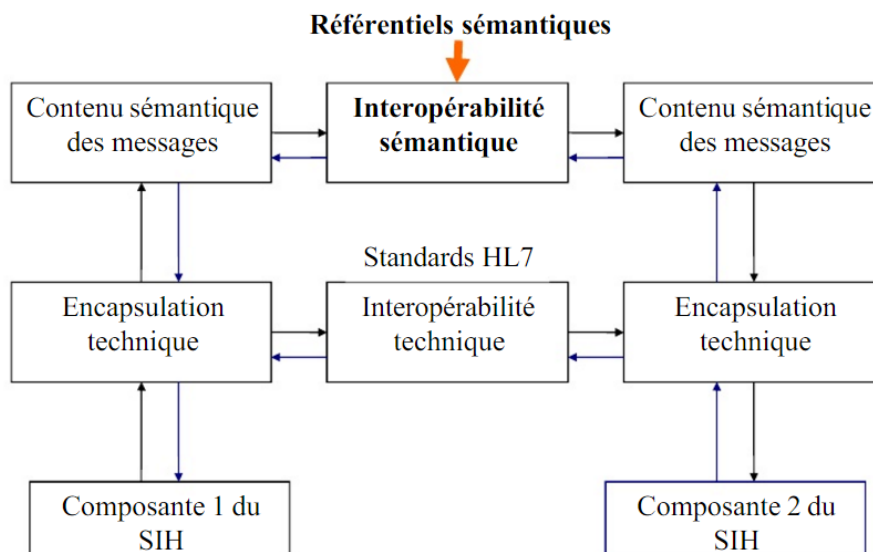 Référentiels sémantiques
Contenu sémantique
des messages
Interopérabilité
sémantique
Contenu sémantique
des messages
Standards HL7
Encapsulation
technique
Interopérabilité
technique
Encapsulation
technique
Composante 1 du
SIH
Composante 2 du
SIH